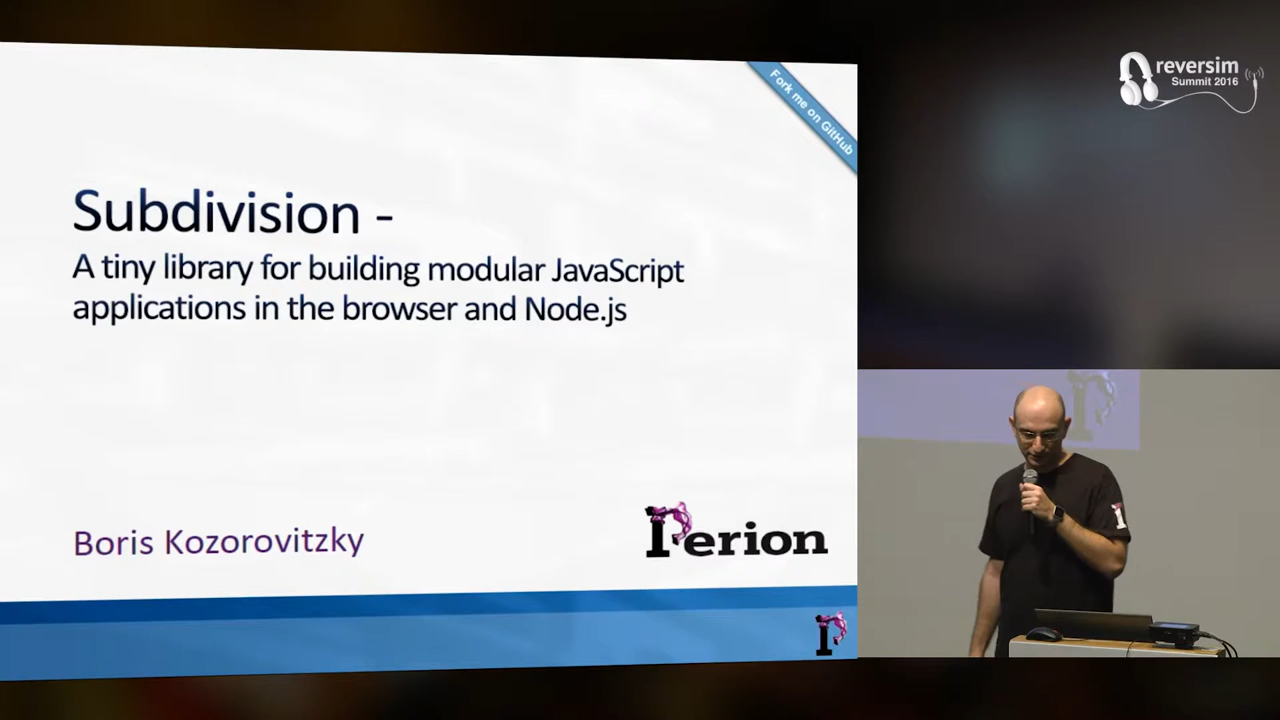 Fork me on GitHub
reversim
Summit 2016
Subdivision -
A tiny library for building modular JavaScript
applications in the browser and Node.js
Boris Kozorovitzky
Perion